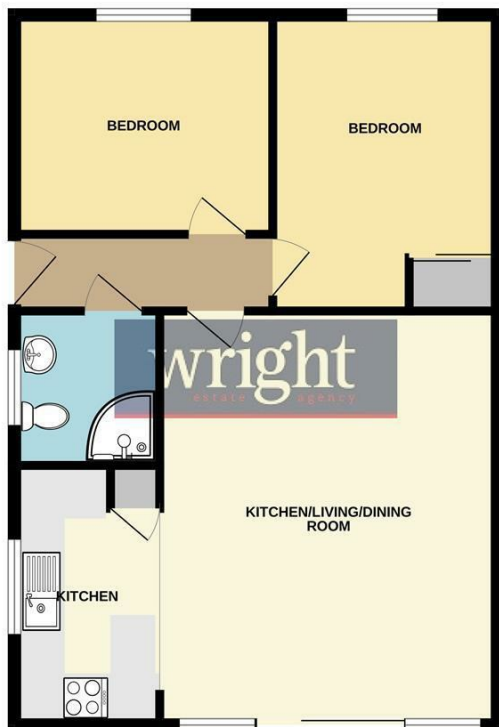 BEDROOM
BEDROOM
wright
estate agency
KITCHEN/LIVING/DINING
ROOM
KITCHEN